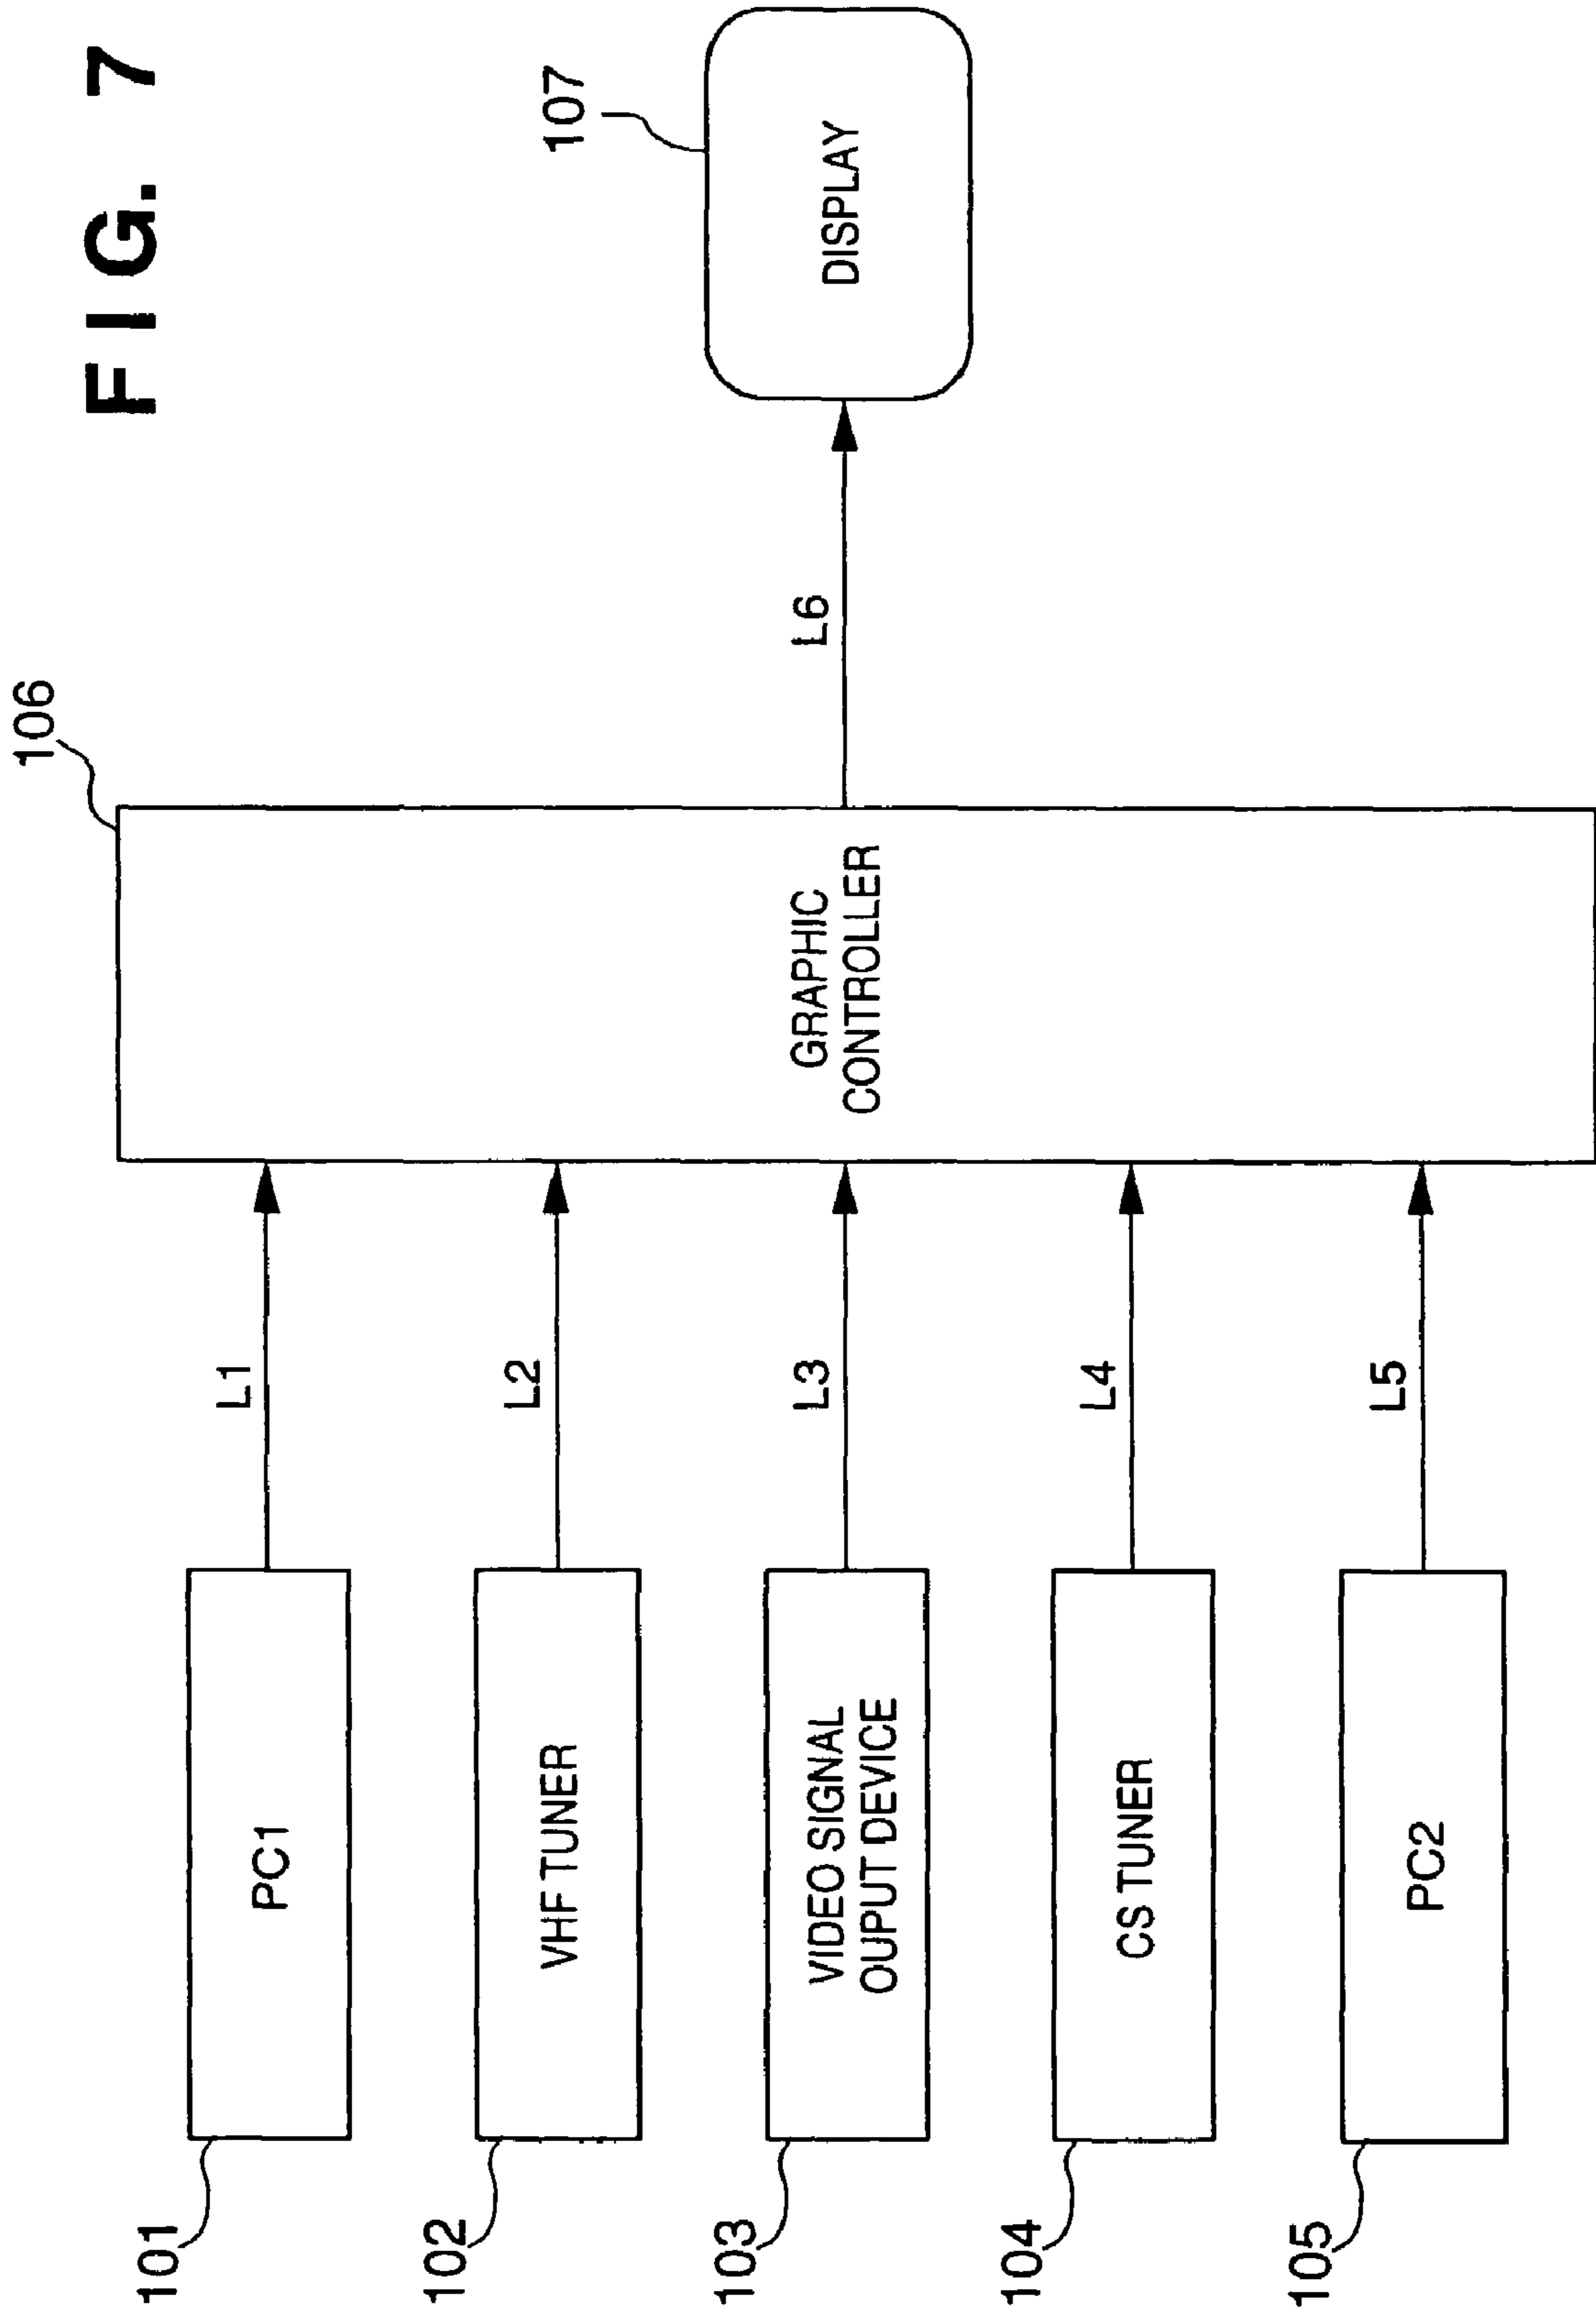 FIG. 7
106
107
101
PC1
L1
102
VHF TUNER
L2
103
VIDEO SIGNAL
OUPUT DEVICE
L3
GRAPHIC
CONTROLLER
L6
DISPLAY
104
CS TUNER
L4
105
PC2
L5